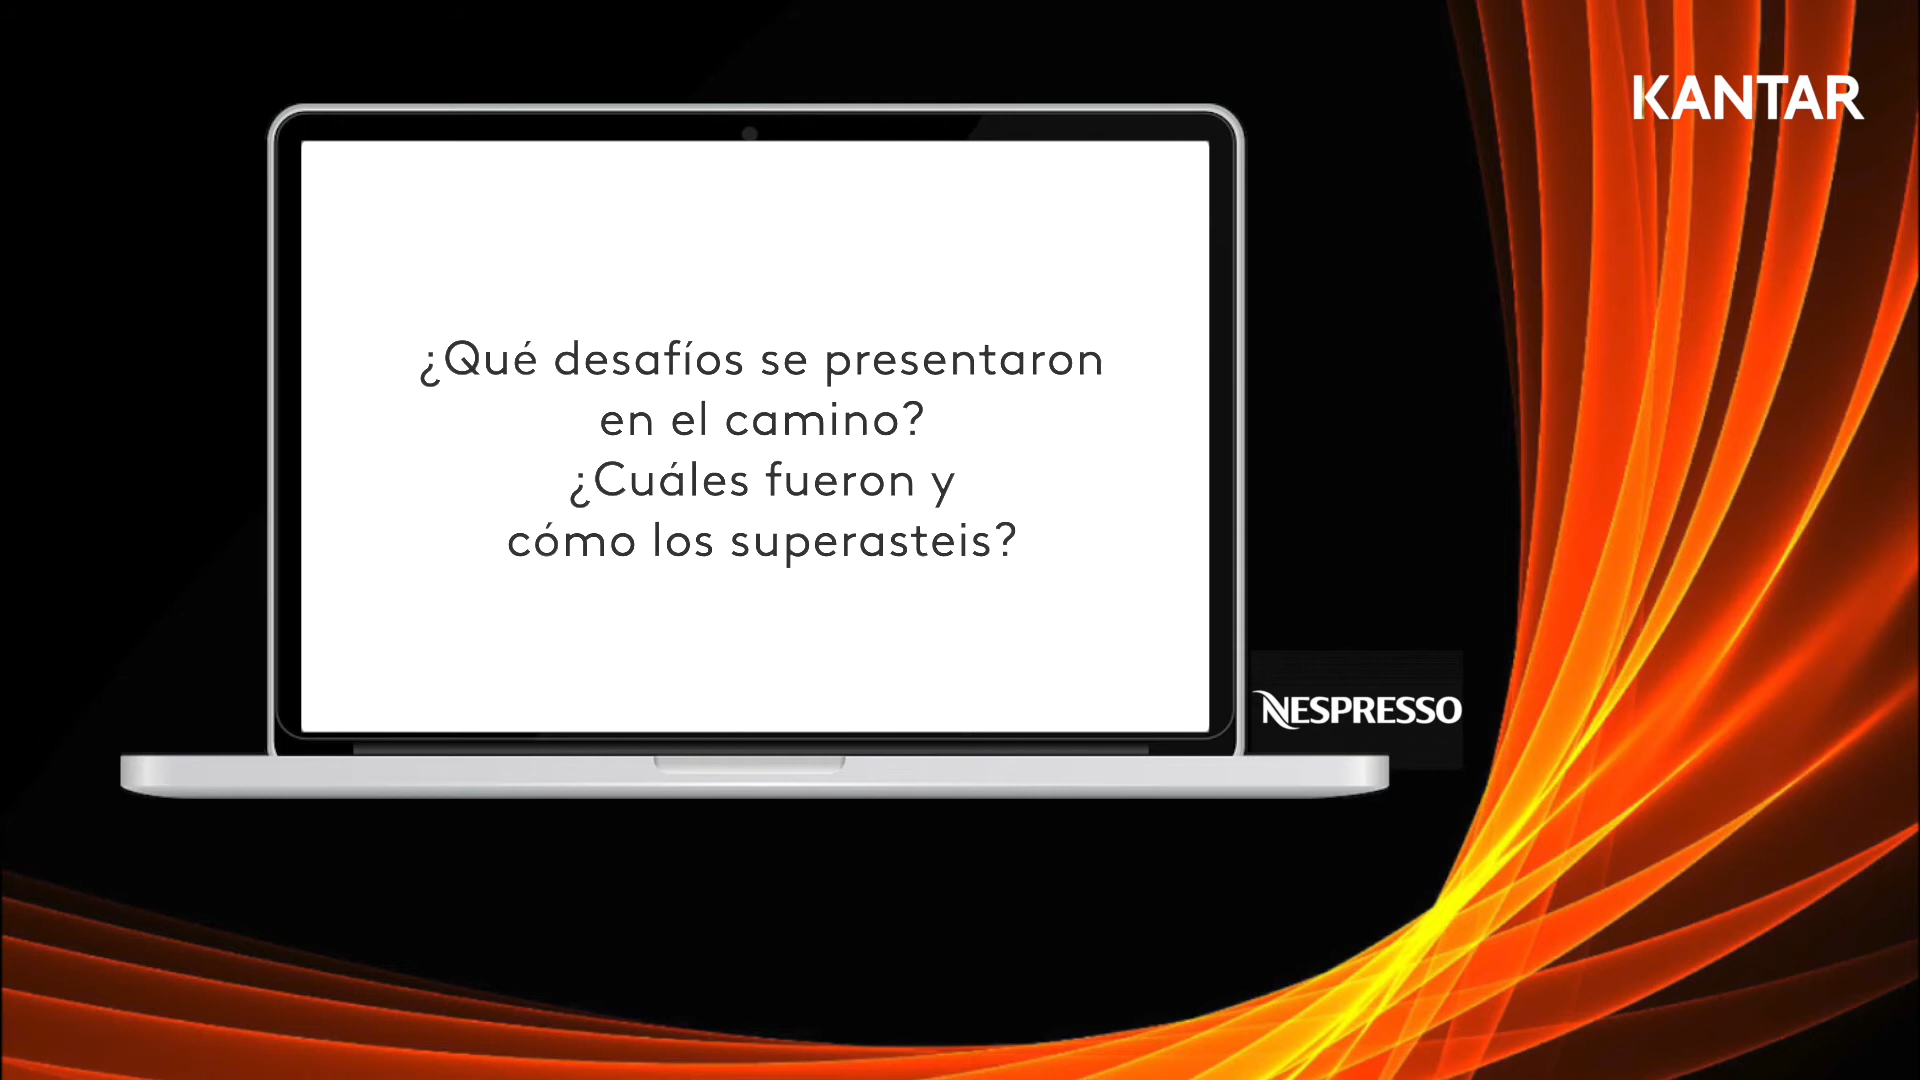 KANTAR
¿Qué desafíos se presentaron
en el camino?
¿Cuáles fueron y
cómo los superasteis?
NESPRESSO